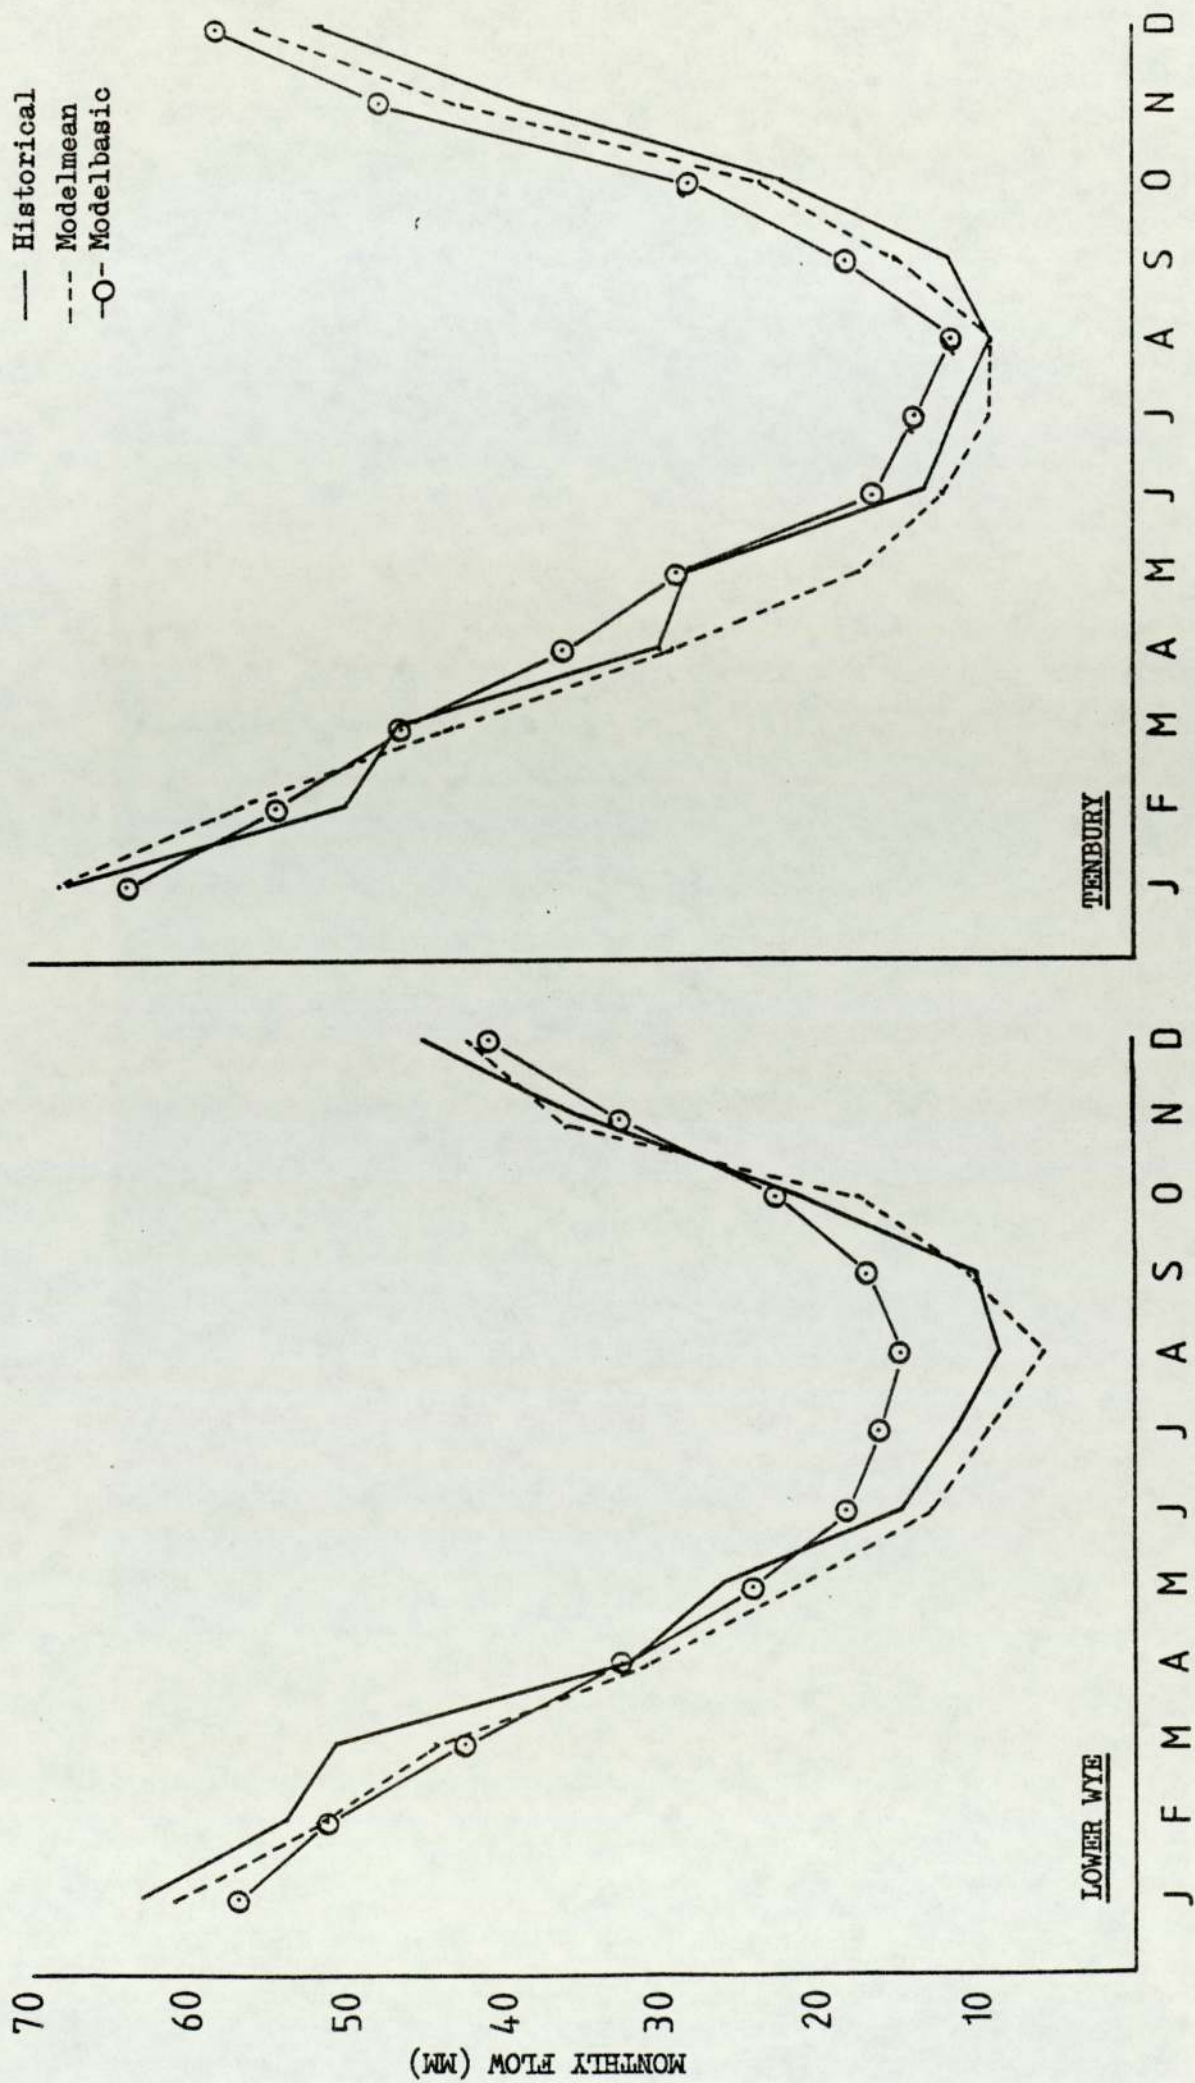 — Historical
--- Modelmean
-O- Modelbasic
MONTHLY FLOW (MM)
70
60
50
40
30
20
10
LOWER WYE
J F M A M J J A S O N D
TENBURY
J F M A M J J A S O N D